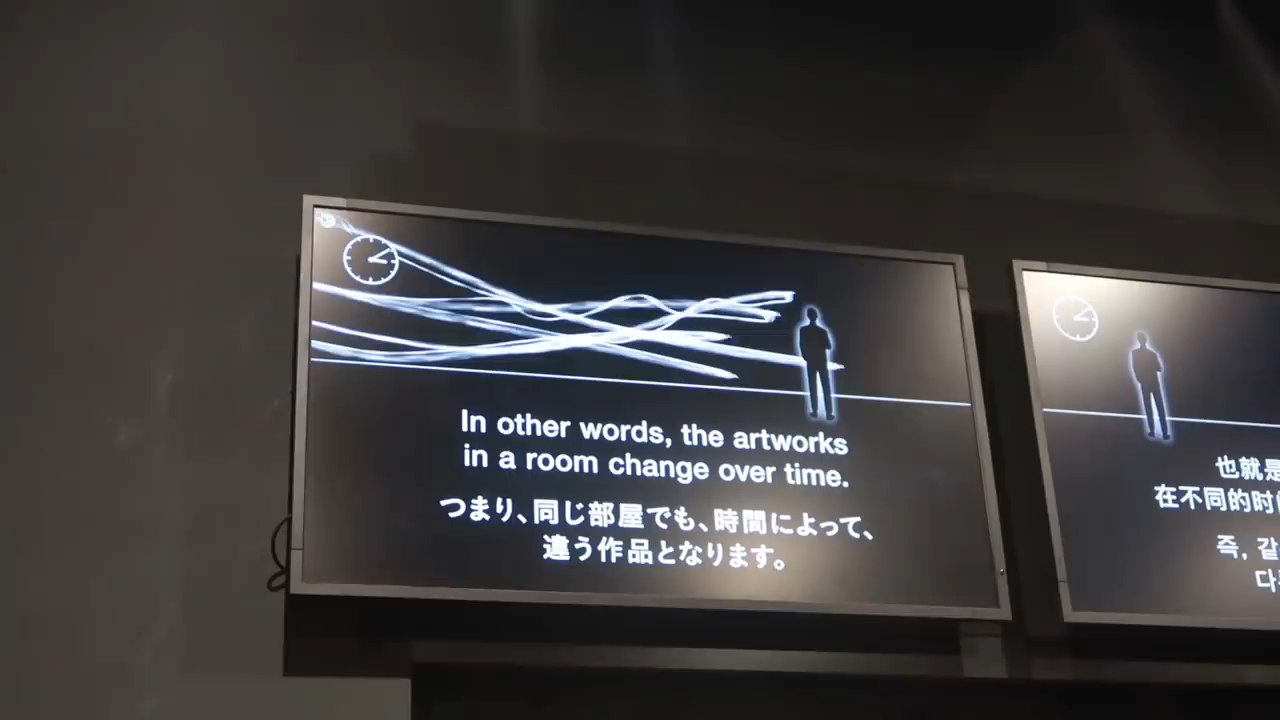 In other words, the artworks
in a room change over time.
つまり、同じ部屋でも、時間によって、
違う作品となります。
也就是
在不同的时
즉, 같